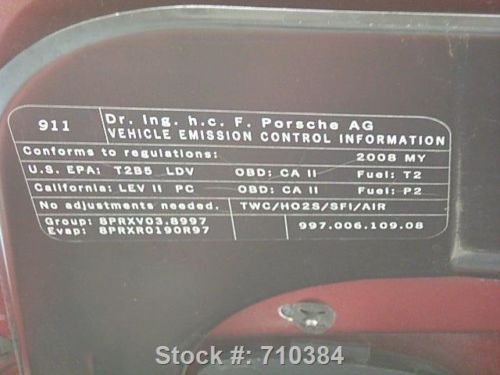 911 Dr. Ing. h.c. F. Porsche AG
VEHICLE EMISSION CONTROL INFORMATION
Conforms to regulations: 2008 MY
U.S. EPA: T2B5 LDV OBD: CA II Fuel: T2
California: LEV II PC OBD: CA II Fuel: P2
No adjustments needed. TWC/HO2S/SFI/AIR
Group: 8PRXV03.8997
Evap: 8PRXR0190R97
997.006.109.08
Stock #: 710384